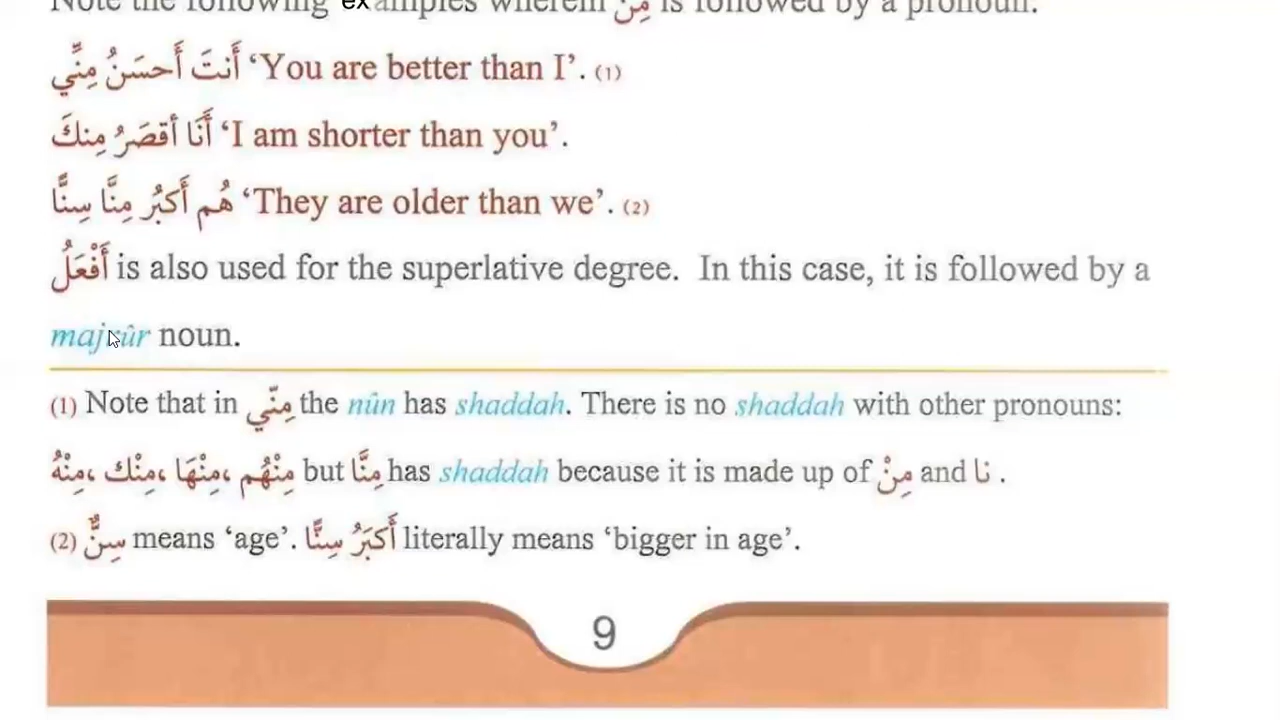 Note the following examples wherein مِنْ is followed by a pronoun:
أَنتَ أَحسَنُ مِنِّي ‘You are better than I’. (1)
أَنَا أقصَرُ مِنكَ ‘I am shorter than you’.
هُم أَكبَرُ مِنَّا سِنًّا ‘They are older than we’. (2)
أَفْعَلُ is also used for the superlative degree. In this case, it is followed by a
majrûr noun.
(1) Note that in مِنّي the nûn has shaddah. There is no shaddah with other pronouns:
مِنْهُم، مِنْهَا، مِنْك، مِنْهُ but مِنَّا has shaddah because it is made up of مِنْ and نا .
(2) سِنٌّ means ‘age’. أَكبَرُ سِنًّا literally means ‘bigger in age’.
9